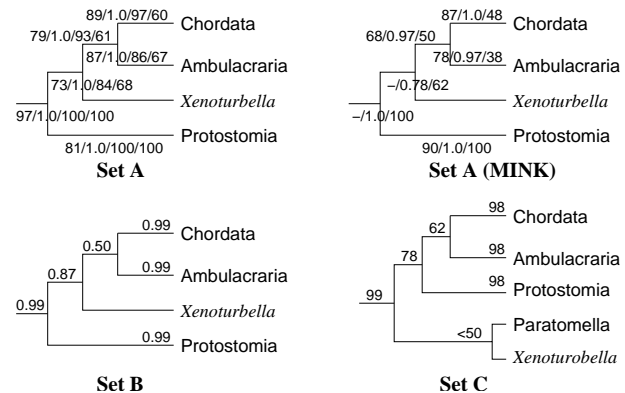 89/1.0/97/60
Chordata
79/1.0/93/61
87/1.0/86/67
Ambulacraria
73/1.0/84/68
Xenoturbella
97/1.0/100/100
Protostomia
81/1.0/100/100
Set A
87/1.0/48
Chordata
68/0.97/50
78/0.97/38
Ambulacraria
–/0.78/62
Xenoturbella
–/1.0/100
Protostomia
90/1.0/100
Set A (MINK)
0.99
Chordata
0.50
0.99
Ambulacraria
0.87
Xenoturbella
0.99
0.99
Protostomia
Set B
98
Chordata
62
98
Ambulacraria
78
98
Protostomia
99
Paratomella
<50
Xenoturobella
Set C